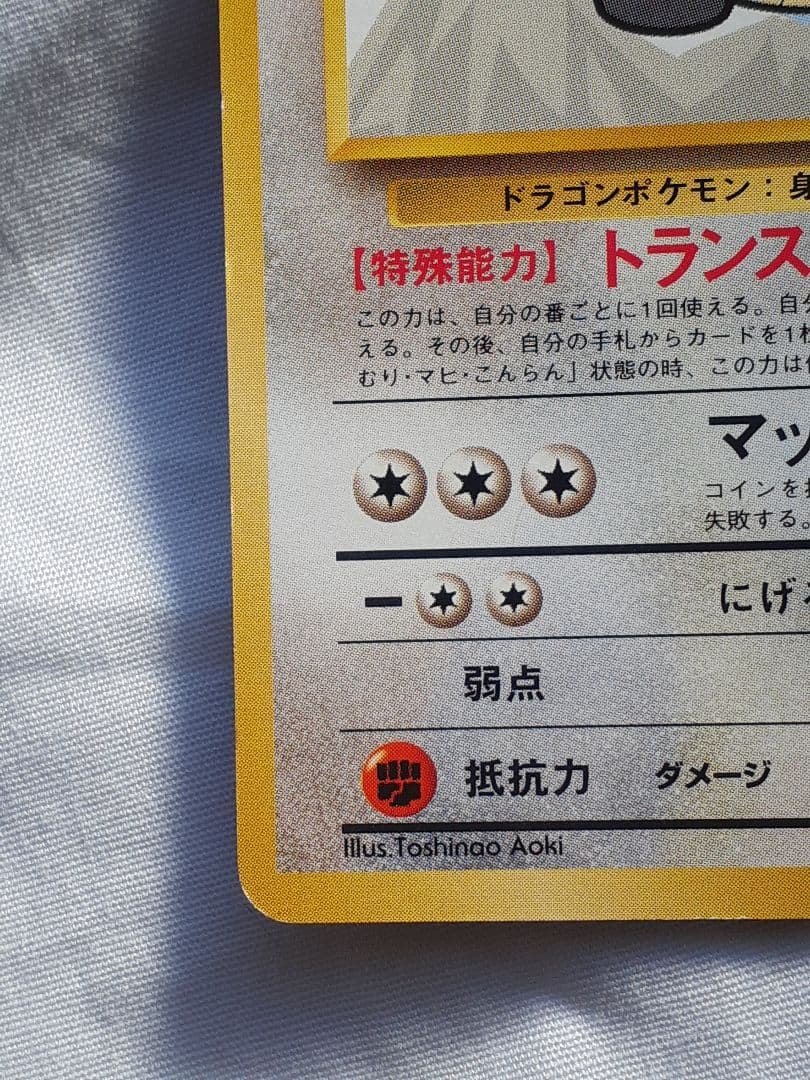 ドラゴンポケモン：身
【特殊能力】 トランス
この力は、自分の番ごとに1回使える。自分
える。その後、自分の手札からカードを1枚
むり・マヒ・こんらん」状態の時、この力は使
マッ
コインを投
失敗する。
にげる
弱点
抵抗力 ダメージ
Illus.Toshinao Aoki